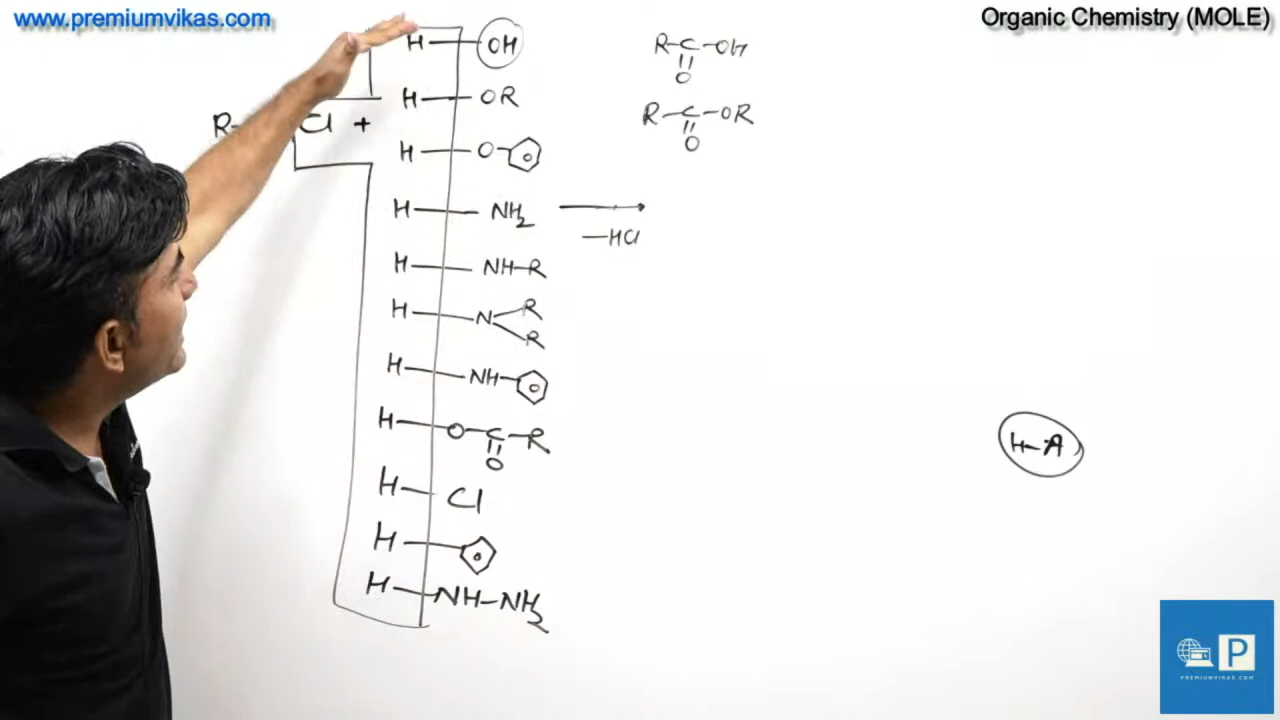 www.premiumvikas.com
Organic Chemistry (MOLE)
H—OH
R—C—OH
O
H—OR
R—C—OR
O
R—Cl +
H—O—
H—NH2
—HCl
H—NH—R
H—N
R
R
H—NH—
H—O—C—R
O
H—Cl
H—
H—NH—NH2
H—A
P
PREMIUMVIKAS.COM